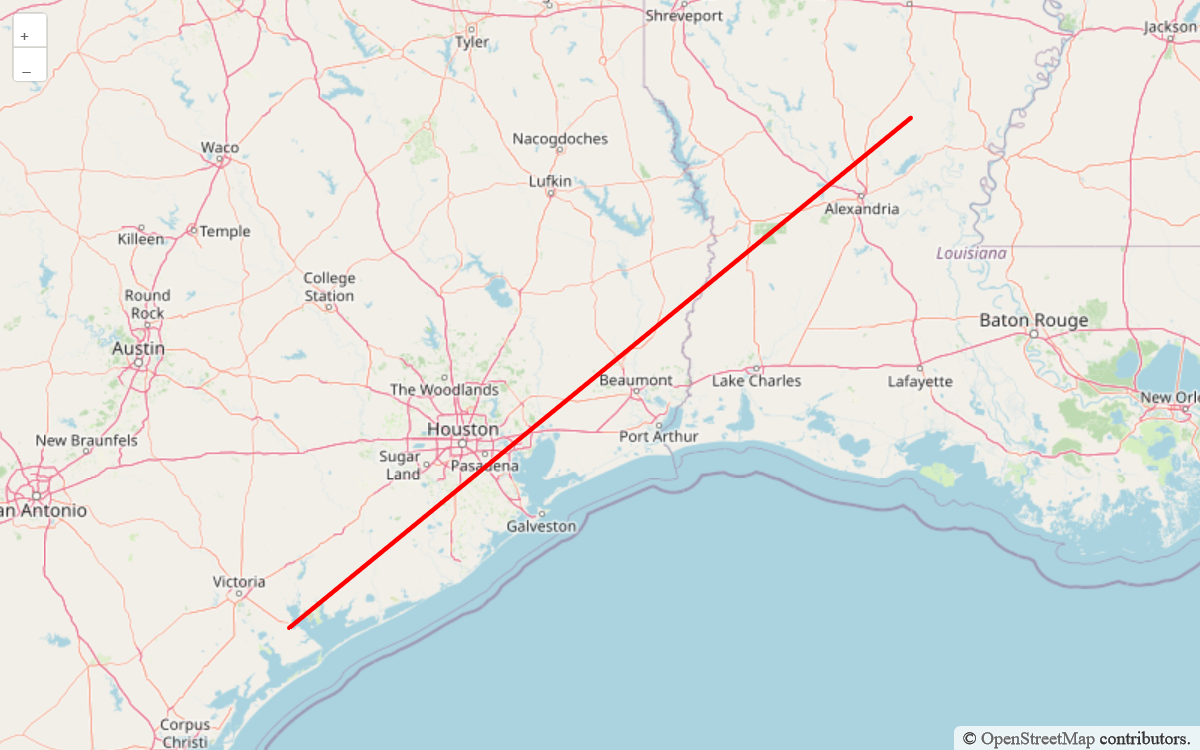 +
–
Shreveport
Tyler
Jackson
Waco
Nacogdoches
Lufkin
Alexandria
Killeen
Temple
Louisiana
College
Station
Round
Rock
Baton Rouge
Austin
The Woodlands
Beaumont
Lake Charles
Lafayette
New Orle
Houston
New Braunfels
Port Arthur
Sugar
Land
Pasadena
an Antonio
Galveston
Victoria
Corpus
Christi
© OpenStreetMap contributors.